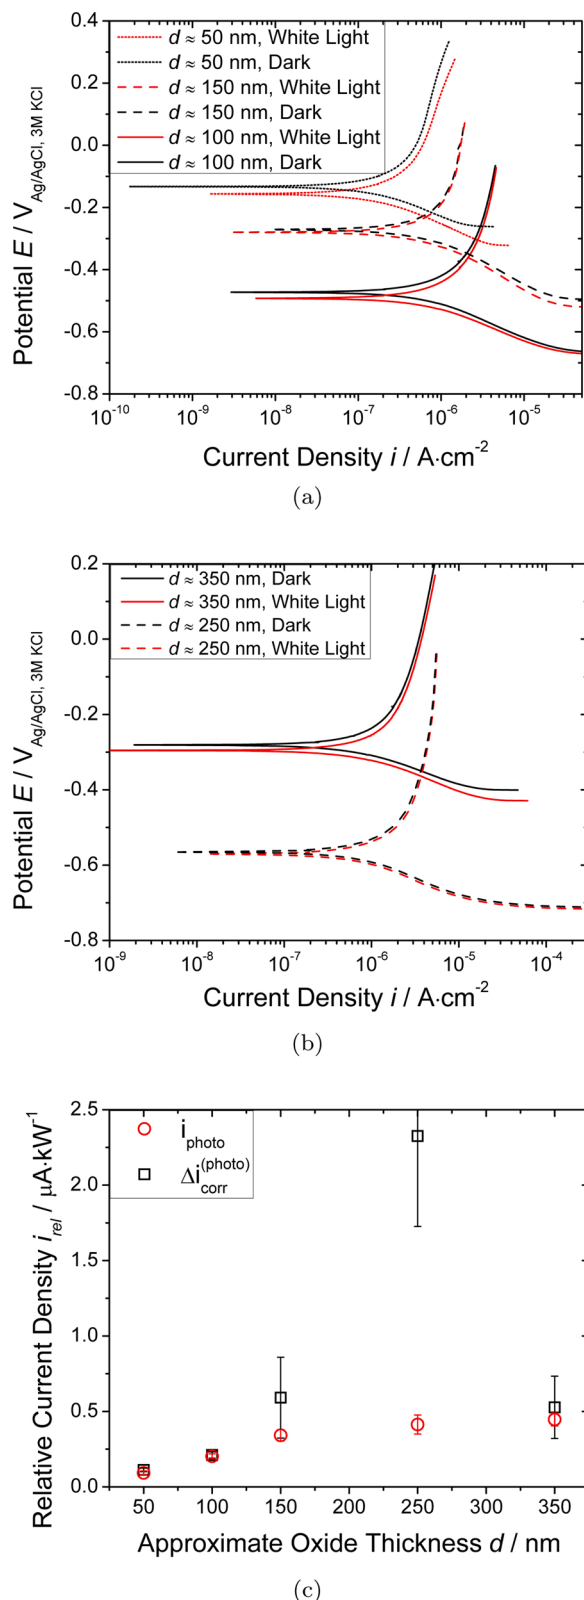 0.4
0.2
0.0
-0.2
-0.4
-0.6
-0.8
Potential E / V_Ag/AgCl, 3M KCl
d ≈ 50 nm, White Light
d ≈ 50 nm, Dark
d ≈ 150 nm, White Light
d ≈ 150 nm, Dark
d ≈ 100 nm, White Light
d ≈ 100 nm, Dark
10^-10 10^-9 10^-8 10^-7 10^-6 10^-5
Current Density i / A·cm^-2
(a)
0.2
0.0
-0.2
-0.4
-0.6
-0.8
Potential E / V_Ag/AgCl, 3M KCl
d ≈ 350 nm, Dark
d ≈ 350 nm, White Light
d ≈ 250 nm, Dark
d ≈ 250 nm, White Light
10^-9 10^-8 10^-7 10^-6 10^-5 10^-4
Current Density i / A·cm^-2
(b)
2.5
2.0
1.5
1.0
0.5
0.0
Relative Current Density i_rel / μA·kW^-1
i_photo
Δi_corr^(photo)
50 100 150 200 250 300 350
Approximate Oxide Thickness d / nm
(c)